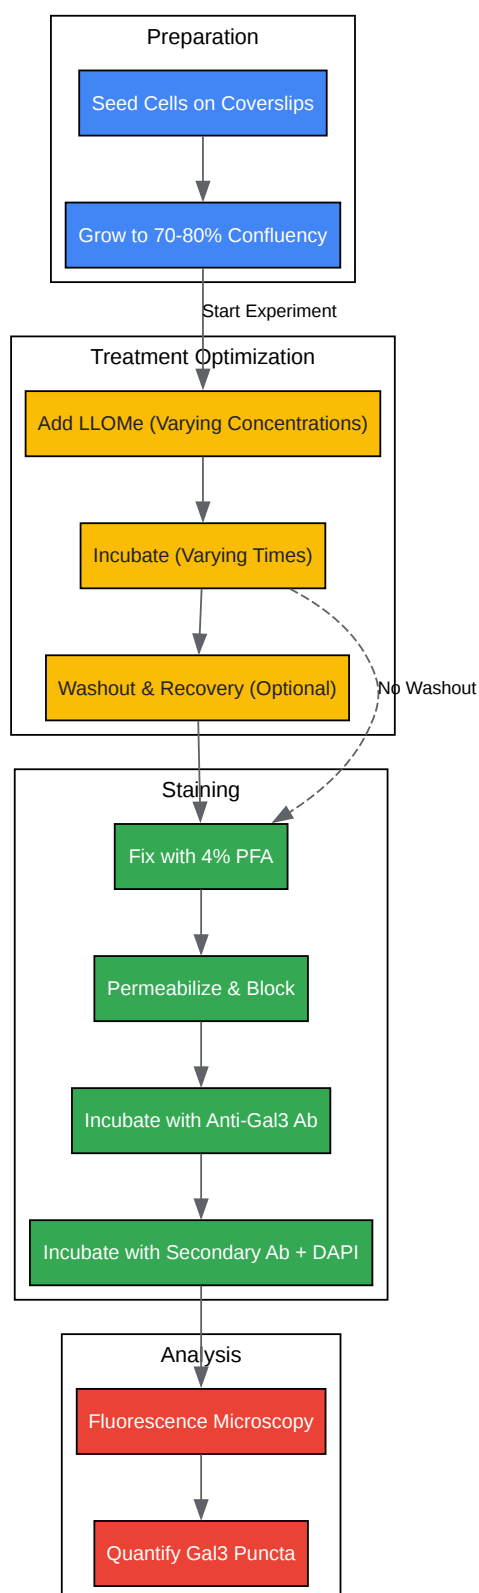 Preparation
Seed Cells on Coverslips
Grow to 70-80% Confluency
Start Experiment
Treatment Optimization
Add LLOMe (Varying Concentrations)
Incubate (Varying Times)
Washout & Recovery (Optional)
No Washout
Staining
Fix with 4% PFA
Permeabilize & Block
Incubate with Anti-Gal3 Ab
Incubate with Secondary Ab + DAPI
Analysis
Fluorescence Microscopy
Quantify Gal3 Puncta